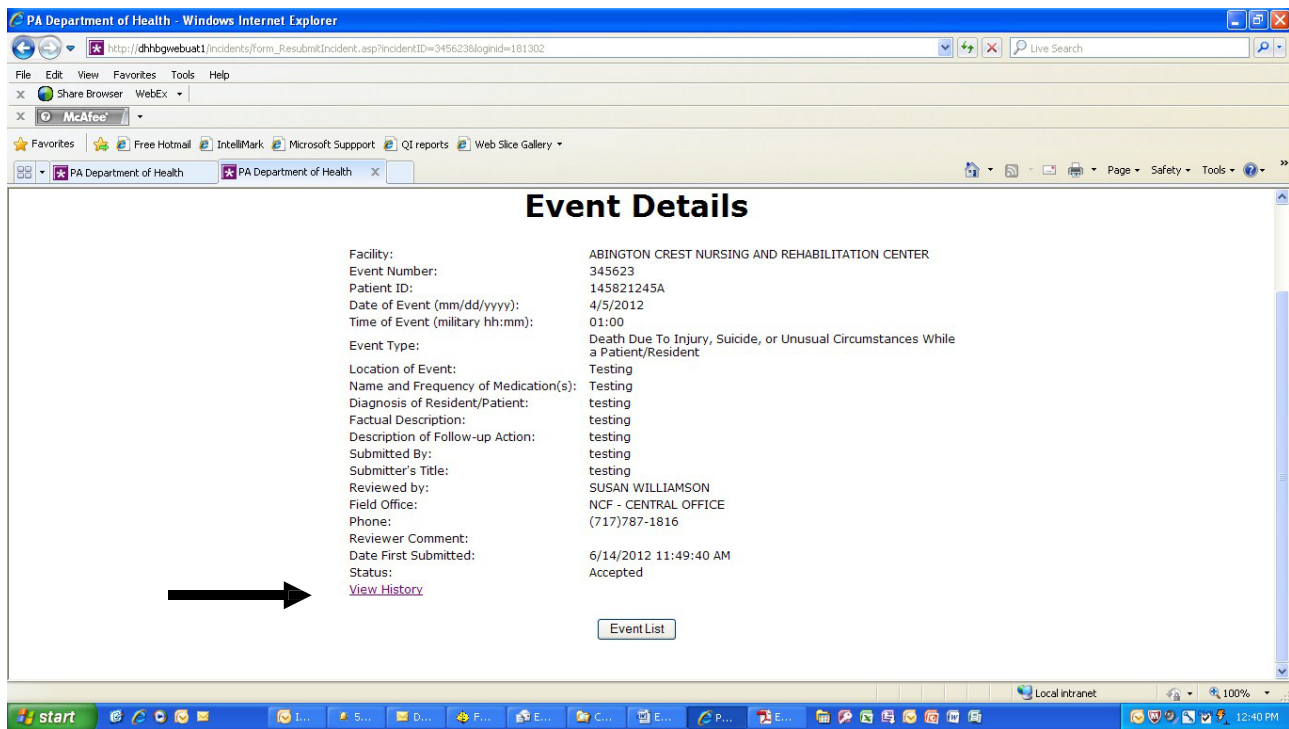 PA Department of Health - Windows Internet Explorer
http://dhhbgwebuat1/incidents/form_ResubmitIncident.asp?incidentID=345623&loginid=181302
Live Search
File Edit View Favorites Tools Help
x Share Browser WebEx
x McAfee
Favorites Free Hotmail IntelliMark Microsoft Suppport QI reports Web Slice Gallery
PA Department of Health PA Department of Health X Page Safety Tools »
Event Details
Facility: ABINGTON CREST NURSING AND REHABILITATION CENTER
Event Number: 345623
Patient ID: 145821245A
Date of Event (mm/dd/yyyy): 4/5/2012
Time of Event (military hh:mm): 01:00
Event Type: Death Due To Injury, Suicide, or Unusual Circumstances While
a Patient/Resident
Location of Event: Testing
Name and Frequency of Medication(s): Testing
Diagnosis of Resident/Patient: testing
Factual Description: testing
Description of Follow-up Action: testing
Submitted By: testing
Submitter's Title: testing
Reviewed by: SUSAN WILLIAMSON
Field Office: NCF - CENTRAL OFFICE
Phone: (717)787-1816
Reviewer Comment:
Date First Submitted: 6/14/2012 11:49:40 AM
Status: Accepted
View History
Event List
Local intranet 100%
start I... 5... D... F... E... C... E... P... E... 12:40 PM